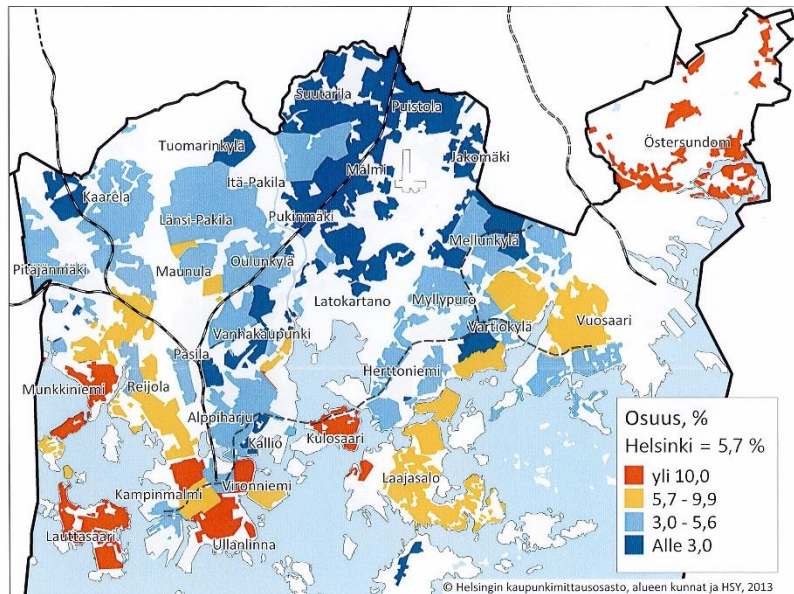 Suutarila
Puistola
Östersundom
Tuomarinkylä
Malmi
Jakomäki
Itä-Pakila
Kaarela
Länsi-Pakila
Pukinmäki
Mellunkylä
Pitäjänmäki
Maunula
Oulunkylä
Latokartano
Myllypuro
Vanhakaupunki
Vartiokylä
Vuosaari
Pasila
Herttoniemi
Munkkiniemi
Reijola
Alppiharju
Kallio
Kulosaari
Kampinmalmi
Vironniemi
Laajasalo
Lauttasaari
Ullanlinna
Osuus, %
Helsinki = 5,7 %
yli 10,0
5,7 - 9,9
3,0 - 5,6
Alle 3,0
© Helsingin kaupunkimittausosasto, alueen kunnat ja HSY, 2013